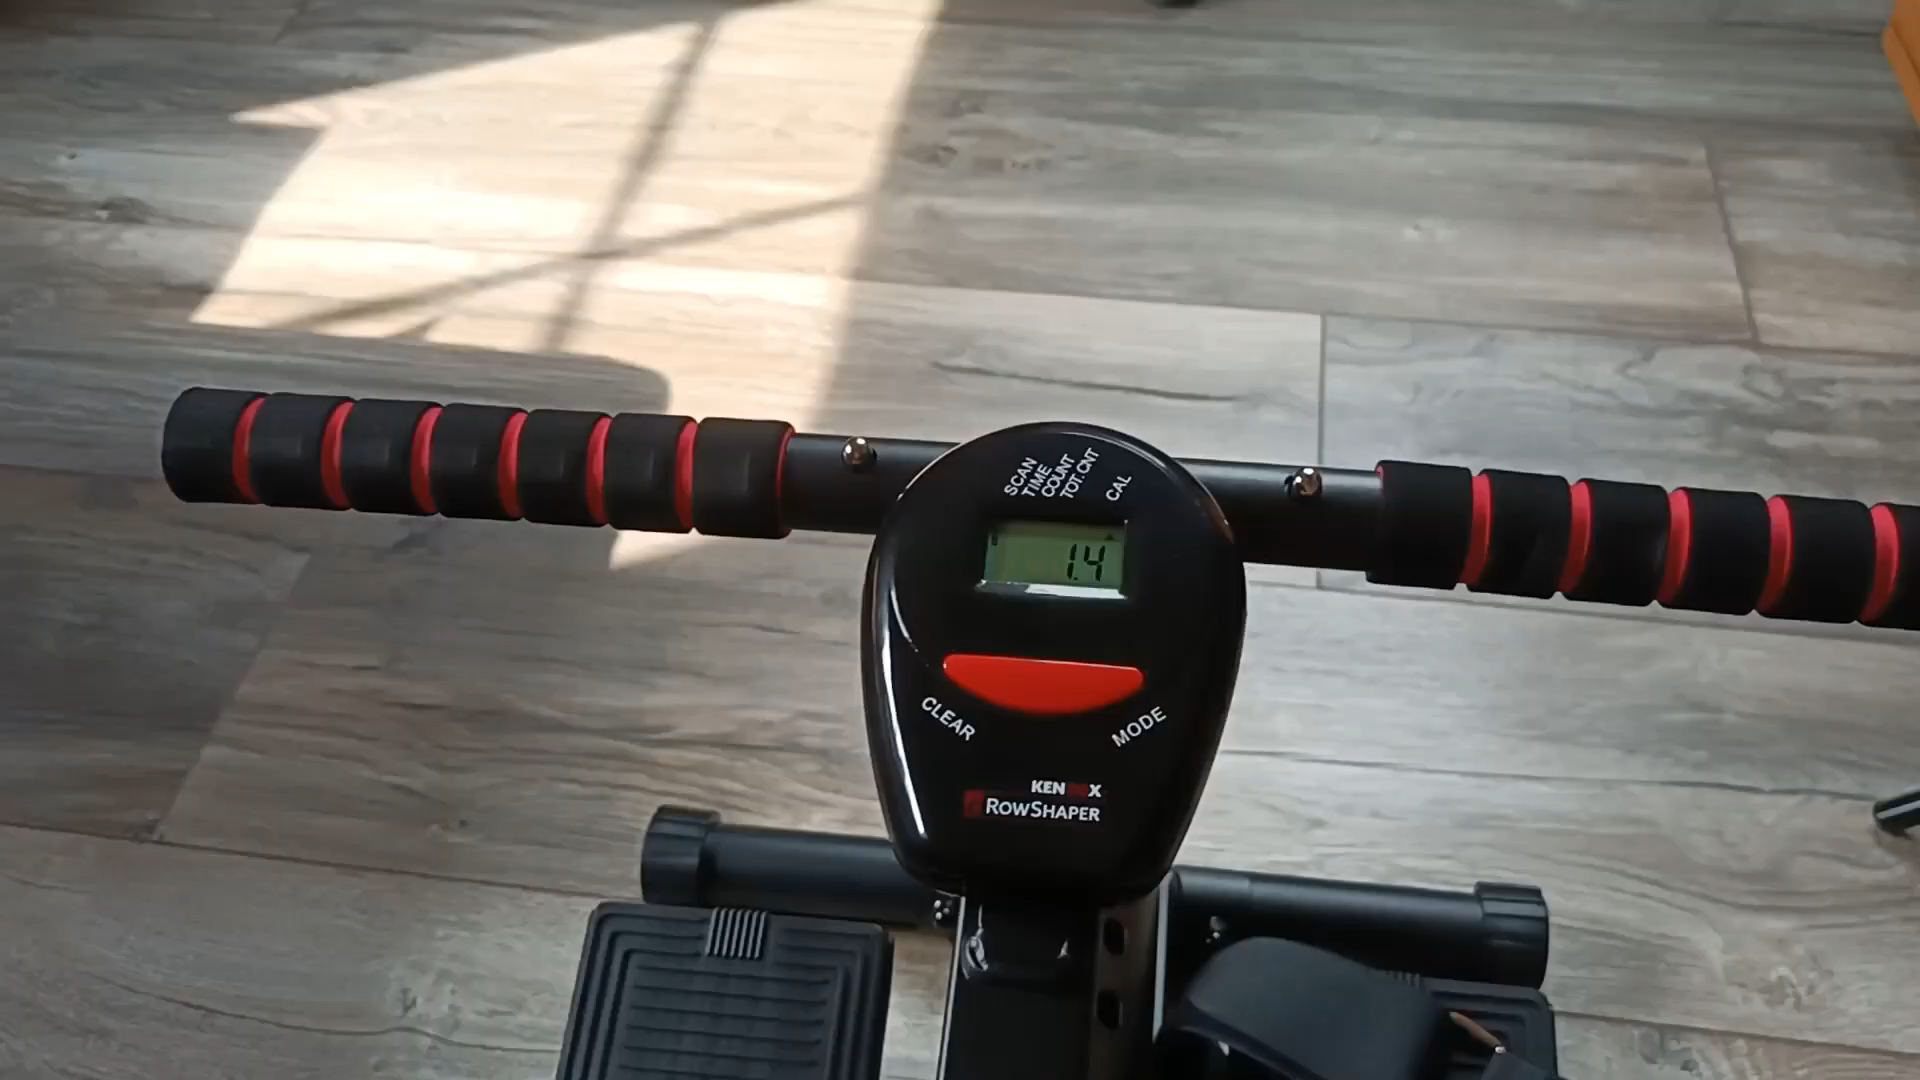 SCAN
TIME
COUNT
TOT. CNT
CAL
1.4
CLEAR
MODE
ROWSHAPER